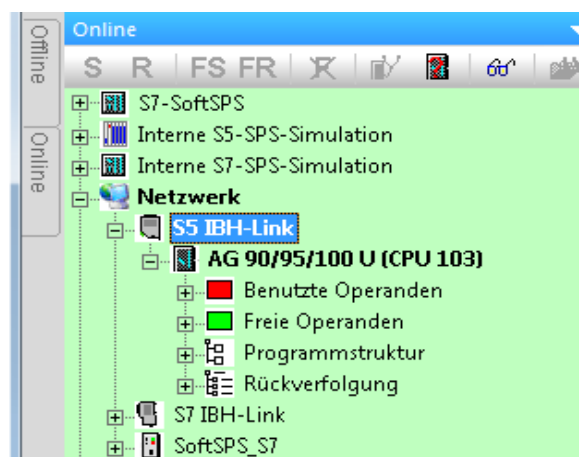 Offline
Online
Online
S R FS FR
S7-SoftSPS
Interne S5-SPS-Simulation
Interne S7-SPS-Simulation
Netzwerk
S5 IBH-Link
AG 90/95/100 U (CPU 103)
Benutzte Operanden
Freie Operanden
Programmstruktur
Rückverfolgung
S7 IBH-Link
SoftSPS_S7